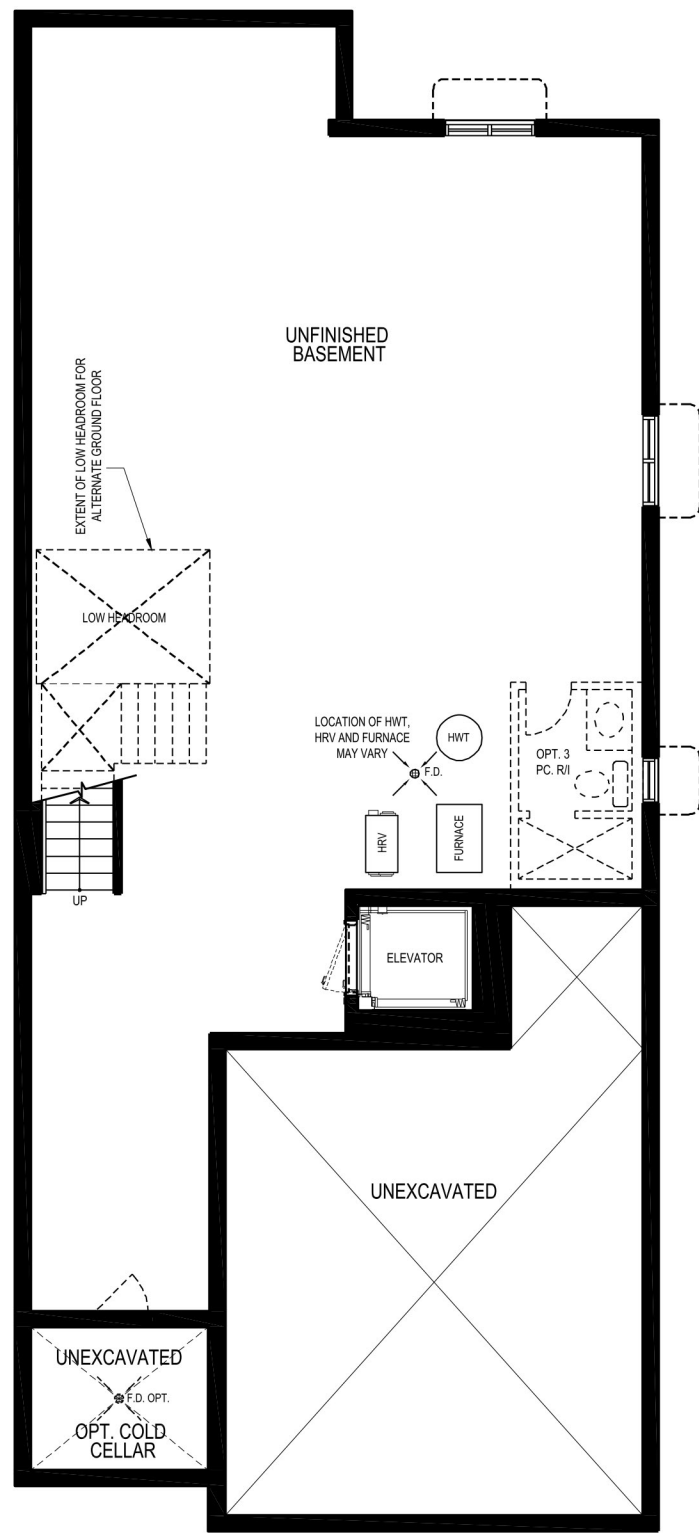 UNFINISHED
BASEMENT
EXTENT OF LOW HEADROOM FOR
ALTERNATE GROUND FLOOR
LOW HEADROOM
LOCATION OF HWT,
HRV AND FURNACE
MAY VARY
HWT
F.D.
OPT. 3
PC. R/I
HRV
FURNACE
UP
ELEVATOR
UNEXCAVATED
UNEXCAVATED
F.D. OPT.
OPT. COLD
CELLAR